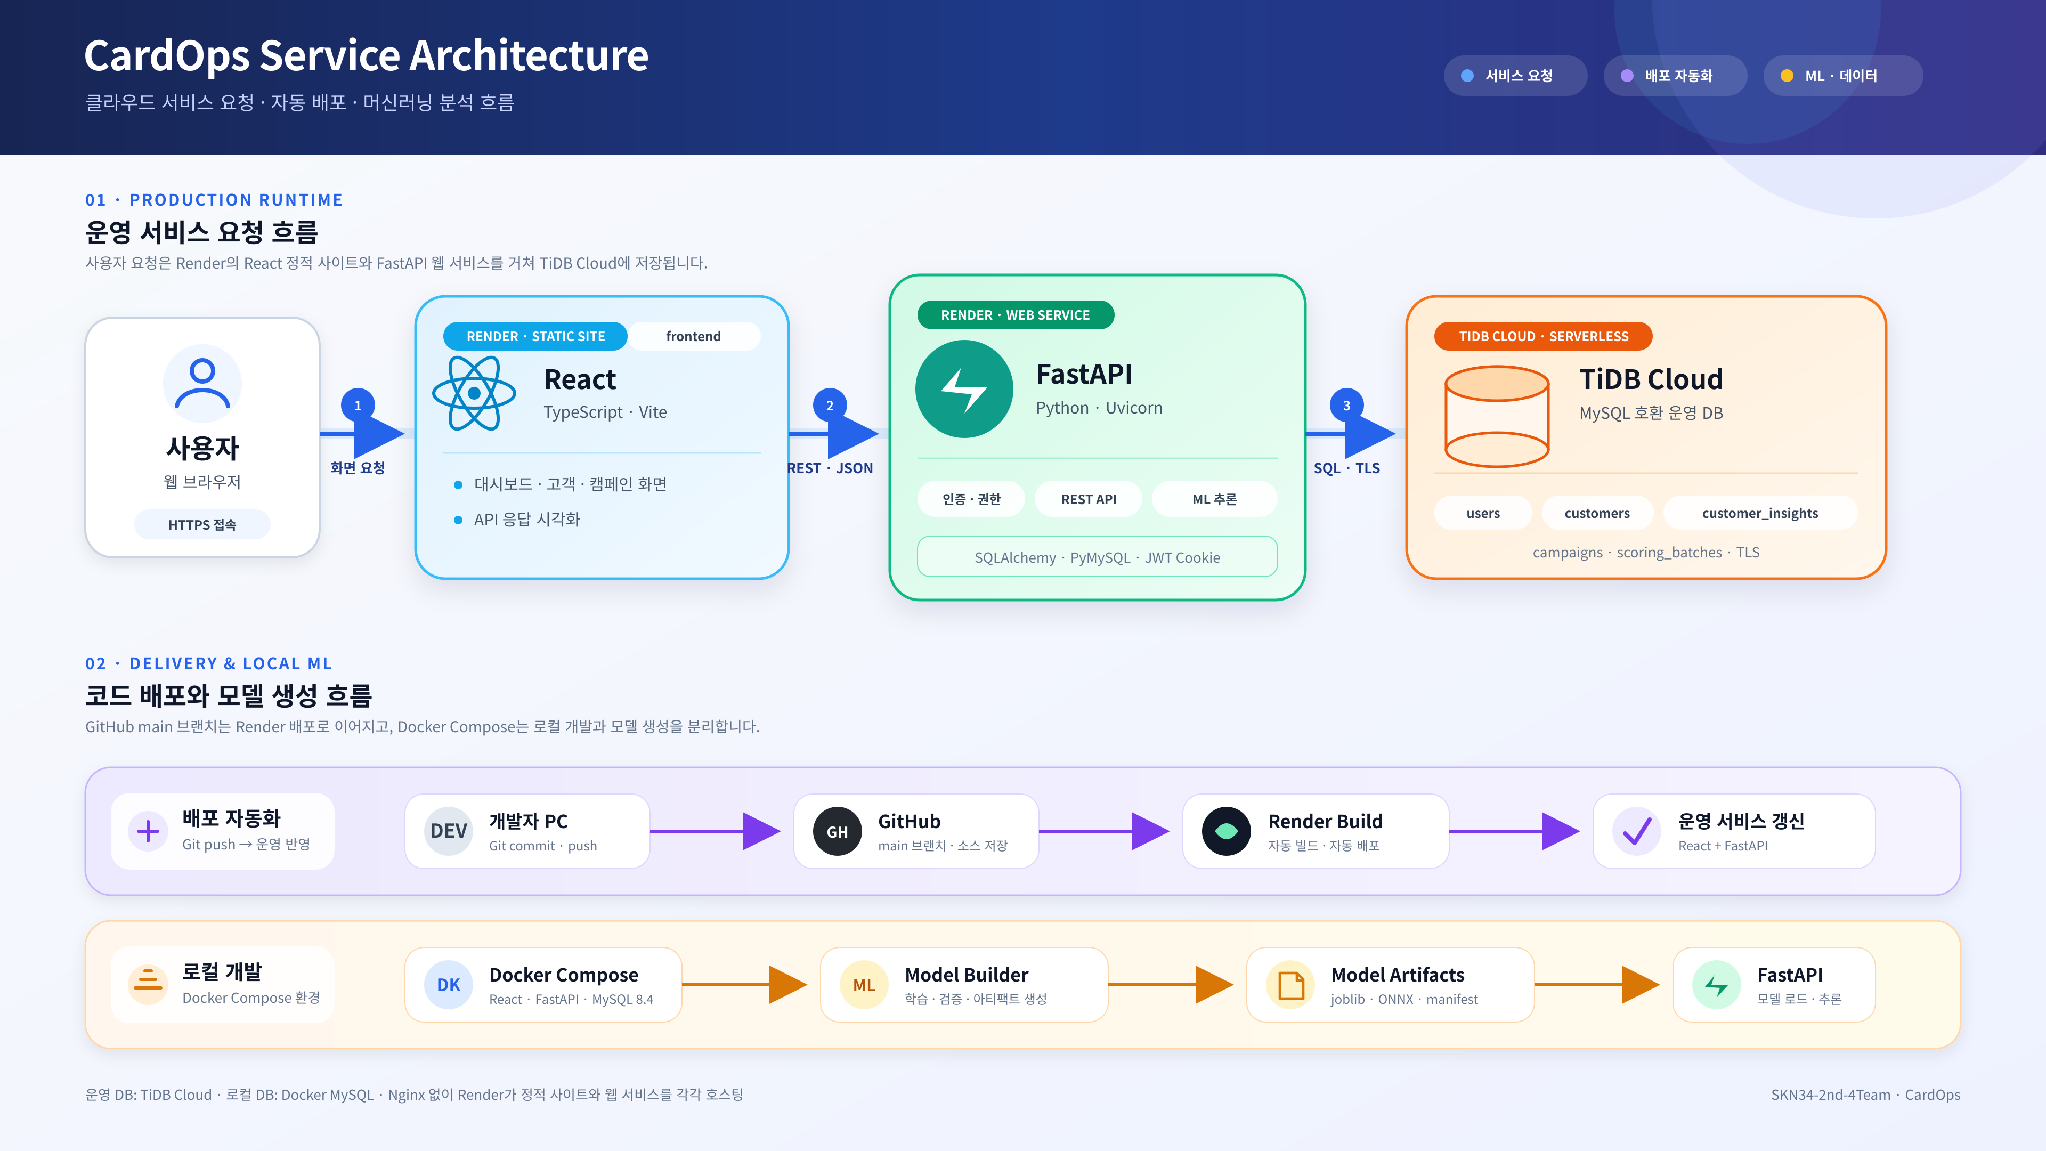 CardOps Service Architecture
클라우드 서비스 요청 · 자동 배포 · 머신러닝 분석 흐름
서비스 요청
배포 자동화
ML · 데이터
01 · PRODUCTION RUNTIME
운영 서비스 요청 흐름
사용자 요청은 Render의 React 정적 사이트와 FastAPI 웹 서비스를 거쳐 TiDB Cloud에 저장됩니다.
사용자
웹 브라우저
HTTPS 접속
1
화면 요청
RENDER · STATIC SITE
frontend
React
TypeScript · Vite
대시보드 · 고객 · 캠페인 화면
API 응답 시각화
2
REST · JSON
RENDER · WEB SERVICE
FastAPI
Python · Uvicorn
인증 · 권한
REST API
ML 추론
SQLAlchemy · PyMySQL · JWT Cookie
3
SQL · TLS
TIDB CLOUD · SERVERLESS
TiDB Cloud
MySQL 호환 운영 DB
users
customers
customer_insights
campaigns · scoring_batches · TLS
02 · DELIVERY & LOCAL ML
코드 배포와 모델 생성 흐름
GitHub main 브랜치는 Render 배포로 이어지고, Docker Compose는 로컬 개발과 모델 생성을 분리합니다.
배포 자동화
Git push → 운영 반영
DEV
개발자 PC
Git commit · push
GH
GitHub
main 브랜치 · 소스 저장
Render Build
자동 빌드 · 자동 배포
운영 서비스 갱신
React + FastAPI
로컬 개발
Docker Compose 환경
DK
Docker Compose
React · FastAPI · MySQL 8.4
ML
Model Builder
학습 · 검증 · 아티팩트 생성
Model Artifacts
joblib · ONNX · manifest
FastAPI
모델 로드 · 추론
운영 DB: TiDB Cloud · 로컬 DB: Docker MySQL · Nginx 없이 Render가 정적 사이트와 웹 서비스를 각각 호스팅
SKN34-2nd-4Team · CardOps